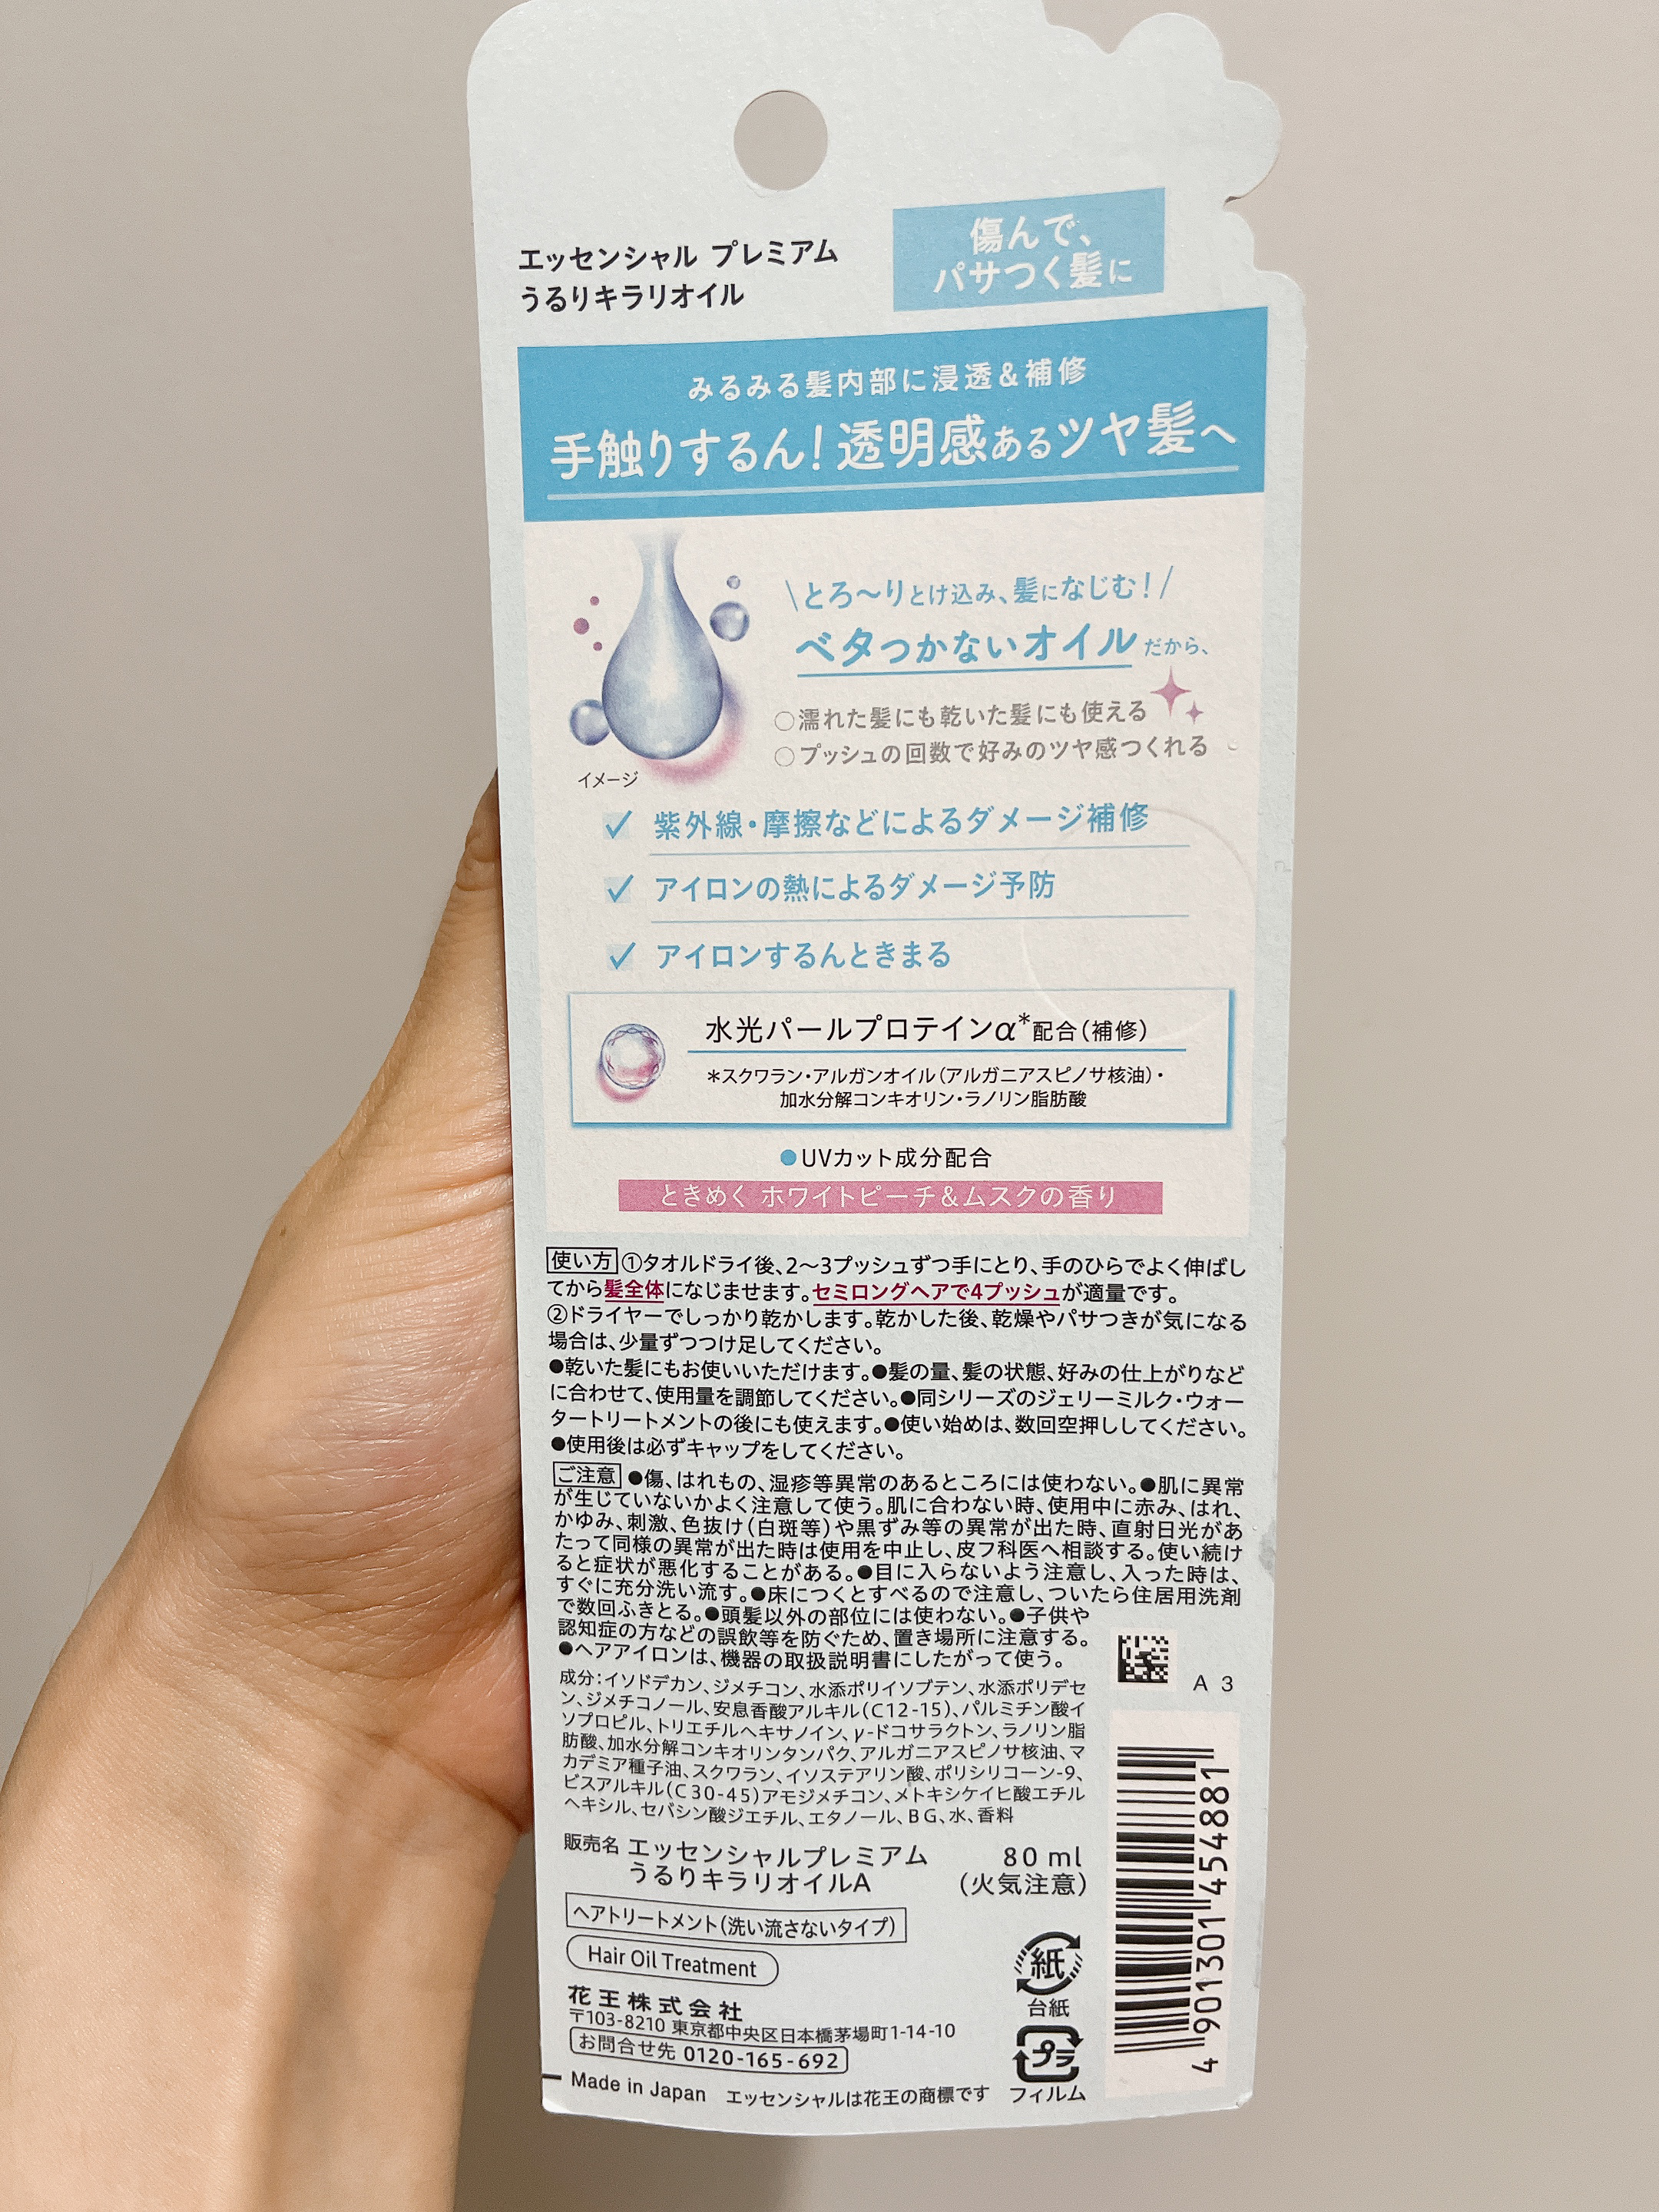 エッセンシャル プレミアム
うるりキラリオイル
傷んで、
パサつく髪に
みるみる髪内部に浸透&補修
手触りするん!透明感あるツヤ髪へ
\とろ〜りとけ込み、髪になじむ!/
ベタつかないオイルだから、
○濡れた髪にも乾いた髪にも使える
○プッシュの回数で好みのツヤ感つくれる
イメージ
✓ 紫外線・摩擦などによるダメージ補修
✓ アイロンの熱によるダメージ予防
✓ アイロンするんときまる
水光パールプロテインα*配合(補修)
*スクワラン・アルガンオイル(アルガニアスピノサ核油)・
加水分解コンキオリン・ラノリン脂肪酸
●UVカット成分配合
ときめく ホワイトピーチ&ムスクの香り
使い方 ①タオルドライ後、2〜3プッシュずつ手にとり、手のひらでよく伸ばし
てから髪全体になじませます。セミロングヘアで4プッシュが適量です。
②ドライヤーでしっかり乾かします。乾かした後、乾燥やパサつきが気になる
場合は、少量ずつつけ足してください。
●乾いた髪にもお使いいただけます。●髪の量、髪の状態、好みの仕上がりなど
に合わせて、使用量を調節してください。●同シリーズのジェリーミルク・ウォー
タートリートメントの後にも使えます。●使い始めは、数回空押ししてください。
●使用後は必ずキャップをしてください。
ご注意 ●傷、はれもの、湿疹等異常のあるところには使わない。●肌に異常
が生じていないかよく注意して使う。肌に合わない時、使用中に赤み、はれ、
かゆみ、刺激、色抜け(白斑等)や黒ずみ等の異常が出た時、直射日光があ
たって同様の異常が出た時は使用を中止し、皮フ科医へ相談する。使い続け
ると症状が悪化することがある。●目に入らないよう注意し、入った時は、
すぐに充分洗い流す。●床につくとすべるので注意し、ついたら住居用洗剤
で数回ふきとる。●頭髪以外の部位には使わない。●子供や
認知症の方などの誤飲等を防ぐため、置き場所に注意する。
●ヘアアイロンは、機器の取扱説明書にしたがって使う。
A 3
成分:イソドデカン、ジメチコン、水添ポリイソブテン、水添ポリデセ
ン、ジメチコノール、安息香酸アルキル(C12-15)、パルミチン酸イ
ソプロピル、トリエチルヘキサノイン、γ-ドコサラクトン、ラノリン脂
肪酸、加水分解コンキオリンタンパク、アルガニアスピノサ核油、マ
カデミア種子油、スクワラン、イソステアリン酸、ポリシリコーン-9、
ビスアルキル(C30-45)アモジメチコン、メトキシケイヒ酸エチル
ヘキシル、セバシン酸ジエチル、エタノール、BG、水、香料
販売名 エッセンシャルプレミアム
うるりキラリオイルA
80 ml
(火気注意)
ヘアトリートメント(洗い流さないタイプ)
Hair Oil Treatment
花王株式会社
〒103-8210 東京都中央区日本橋茅場町1-14-10
お問合せ先 0120-165-692
Made in Japan エッセンシャルは花王の商標です
紙
台紙
プラ
フィルム
4 901301 454881